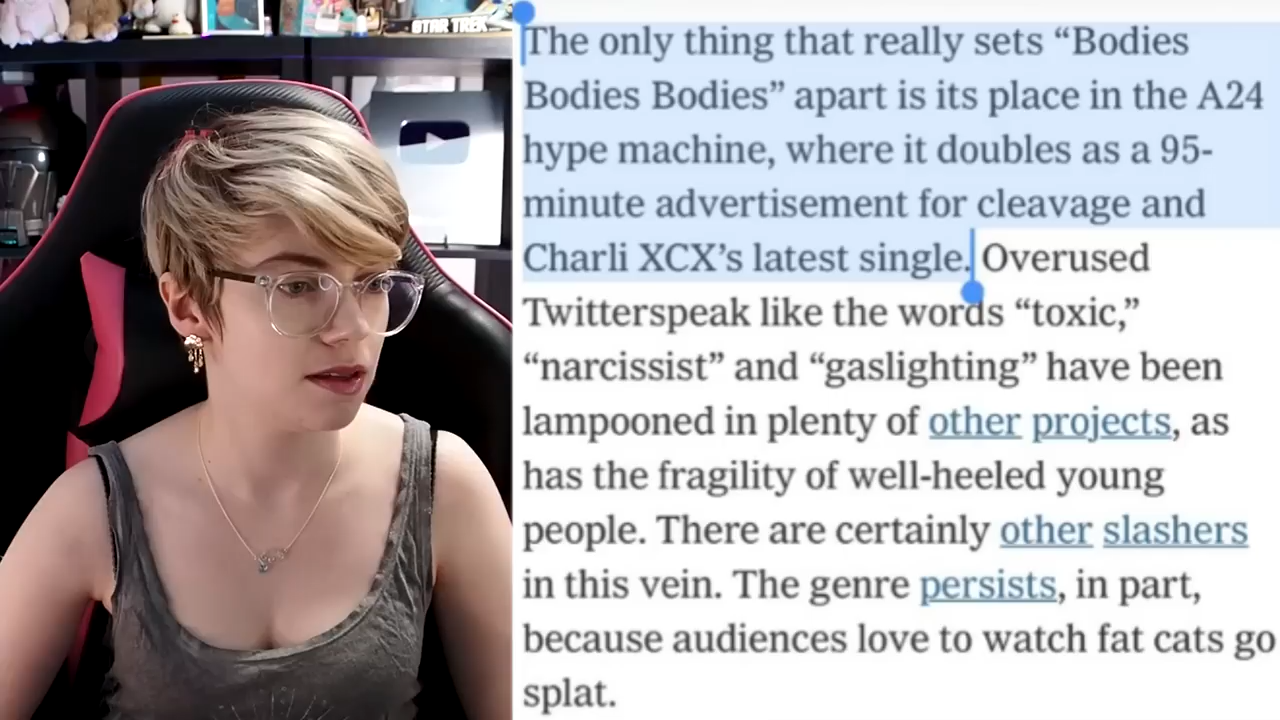 STAR TREK
The only thing that really sets “Bodies
Bodies Bodies” apart is its place in the A24
hype machine, where it doubles as a 95-
minute advertisement for cleavage and
Charli XCX’s latest single. Overused
Twitterspeak like the words “toxic,”
“narcissist” and “gaslighting” have been
lampooned in plenty of other projects, as
has the fragility of well-heeled young
people. There are certainly other slashers
in this vein. The genre persists, in part,
because audiences love to watch fat cats go
splat.